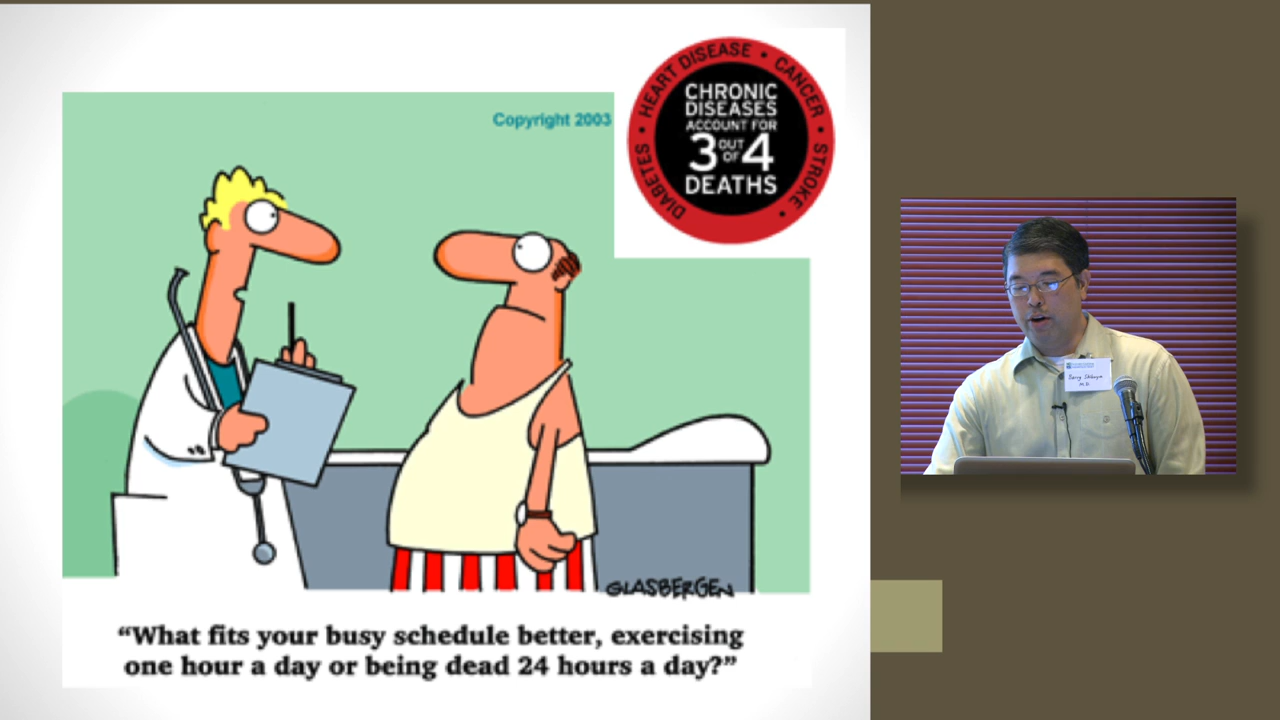 Copyright 2003
HEART DISEASE • CANCER • STROKE • DIABETES •
CHRONIC
DISEASES
ACCOUNT FOR
3 OUT OF 4
DEATHS
GLASBERGEN
“What fits your busy schedule better, exercising
one hour a day or being dead 24 hours a day?”
M.D.